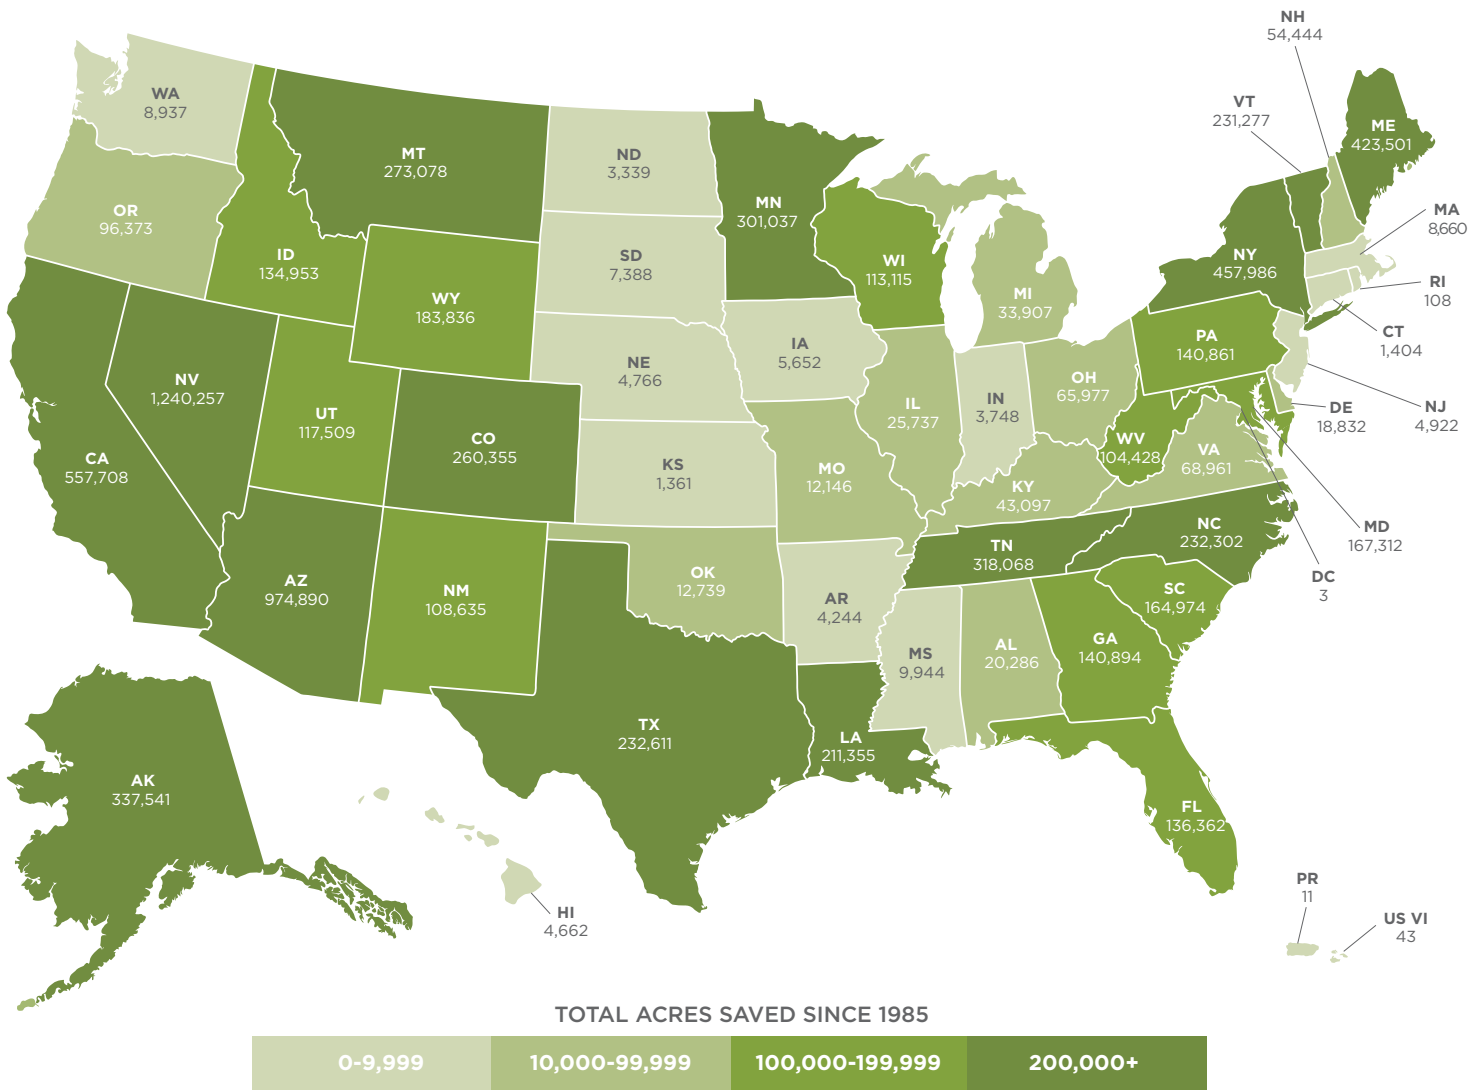 NH
54,444
VT
231,277
WA
8,937
ME
423,501
MT
273,078
ND
3,339
MN
301,037
OR
96,373
MA
8,660
ID
134,953
SD
7,388
WI
113,115
NY
457,986
RI
108
WY
183,836
MI
33,907
CT
1,404
PA
140,861
IA
5,652
NE
4,766
NV
1,240,257
OH
65,977
IN
3,748
UT
117,509
IL
25,737
DE
18,832
NJ
4,922
CO
260,355
WV
104,428
VA
68,961
CA
557,708
KS
1,361
MO
12,146
KY
43,097
MD
167,312
NC
232,302
TN
318,068
DC
3
AZ
974,890
NM
108,635
OK
12,739
AR
4,244
SC
164,974
GA
140,894
MS
9,944
AL
20,286
TX
232,611
LA
211,355
AK
337,541
FL
136,362
PR
11
HI
4,662
US VI
43
TOTAL ACRES SAVED SINCE 1985
0-9,999
10,000-99,999
100,000-199,999
200,000+